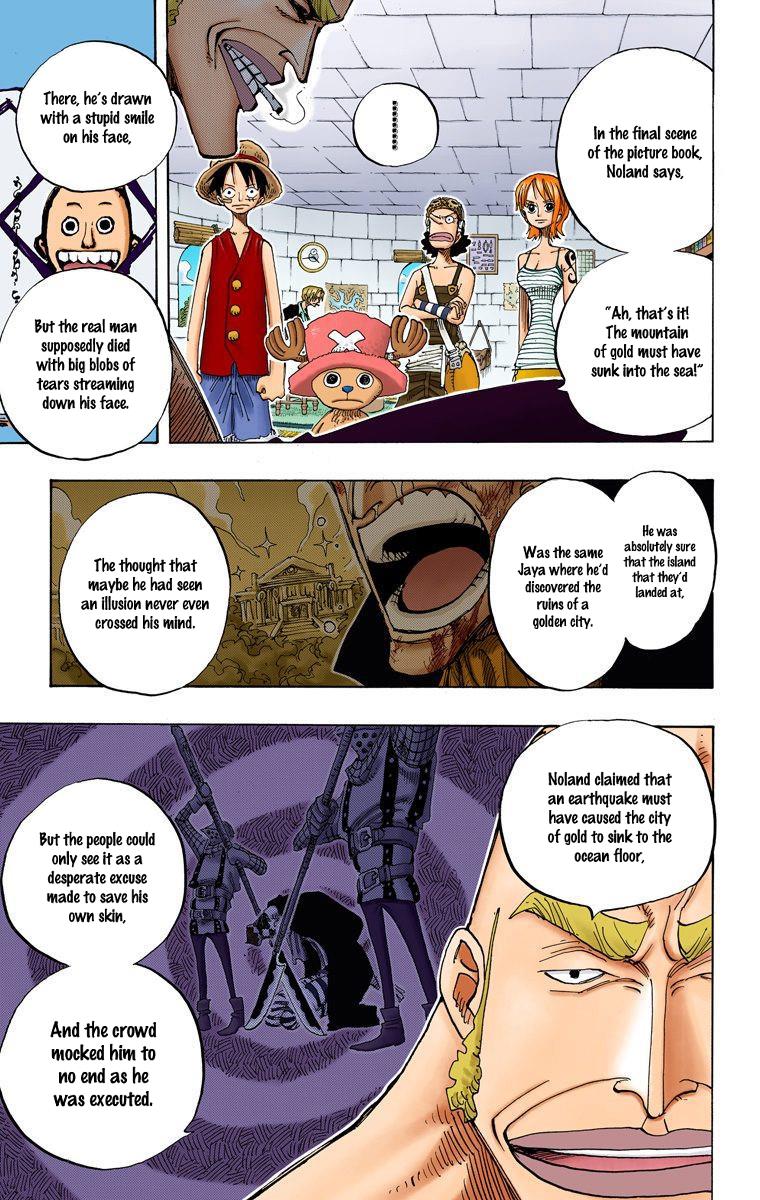 In the final scene
of the picture book,
Noland says,
"Ah, that's it!
The mountain
of gold must have
sunk into the sea!"
There, he's drawn
with a stupid smile
on his face,
But the real man
supposedly died
with big blobs of
tears streaming
down his face.
He was
absolutely sure
that the island
that they'd
landed at,
Was the same
Jaya where he'd
discovered the
ruins of a
golden city.
The thought that
maybe he had seen
an illusion never even
crossed his mind.
Noland claimed that
an earthquake must
have caused the city
of gold to sink to the
ocean floor,
But the people could
only see it as a
desperate excuse
made to save his
own skin,
And the crowd
mocked him to
no end as he
was executed.